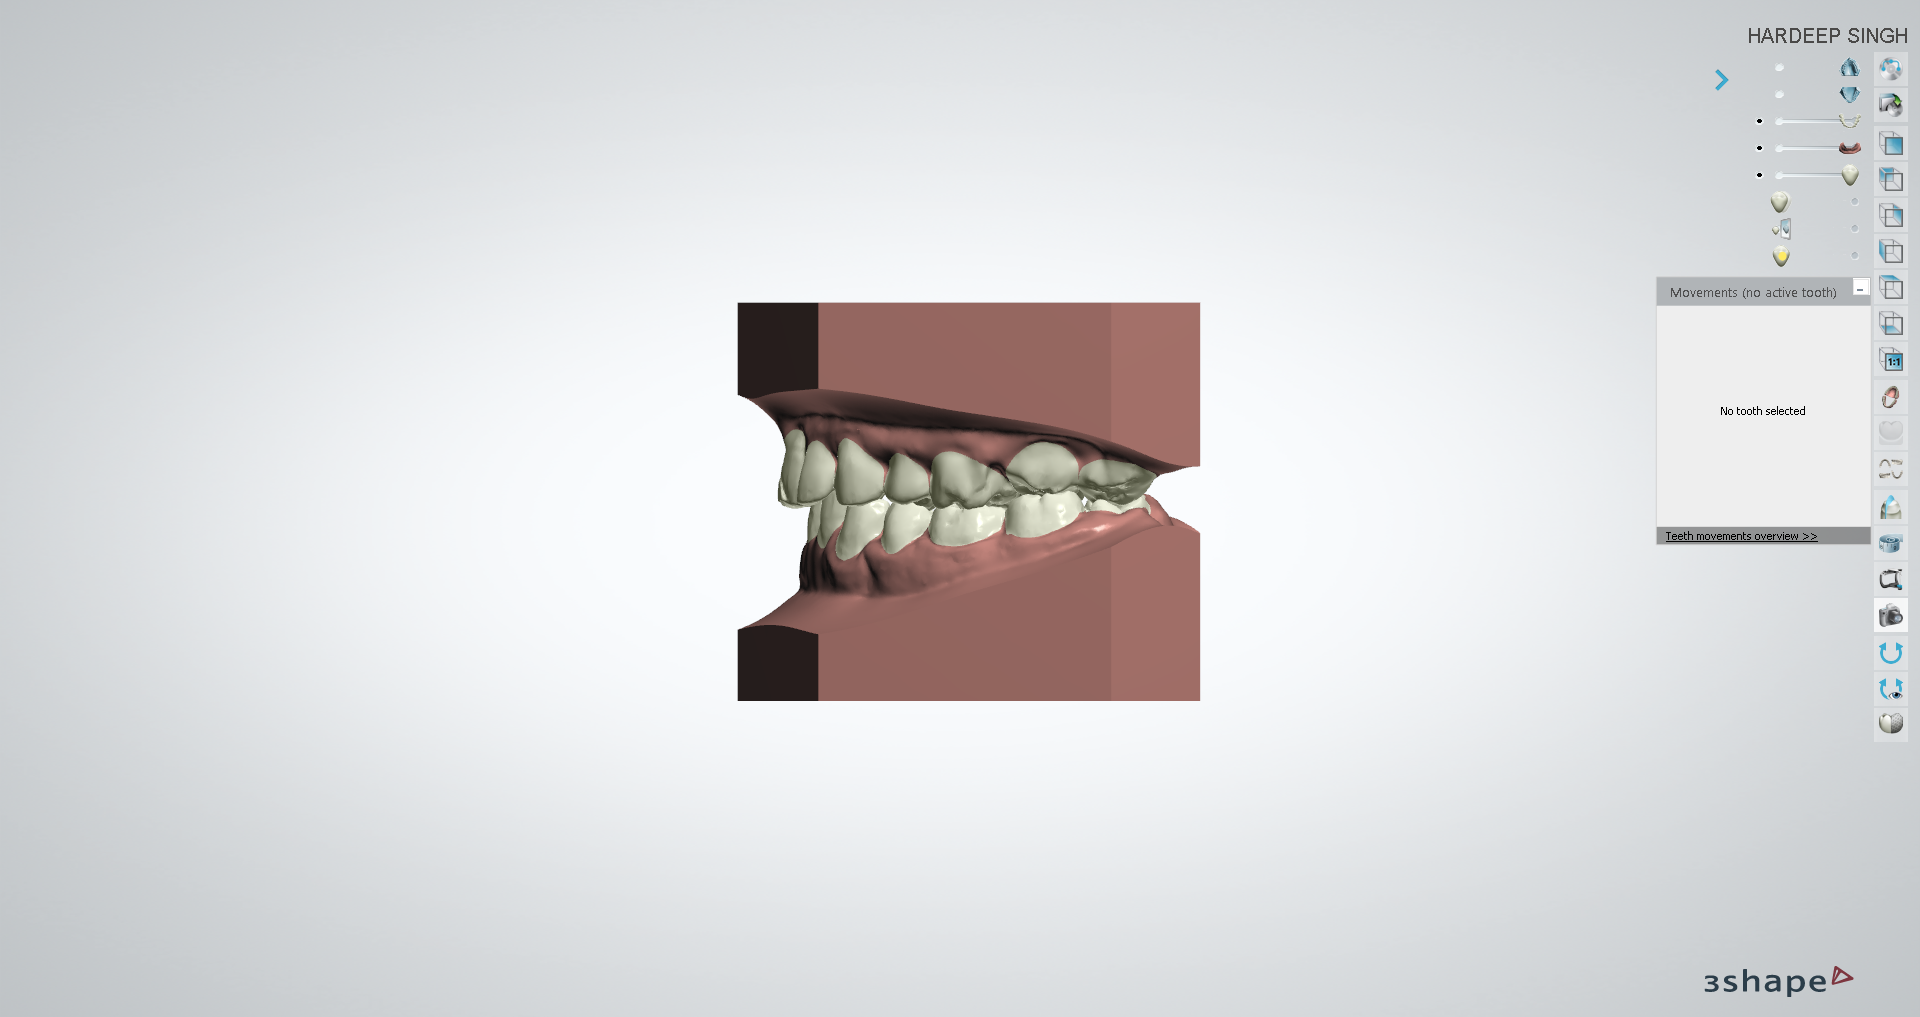 HARDEEP SINGH
1:1
Movements (no active tooth)
No tooth selected
Teeth movements overview >>
3shape